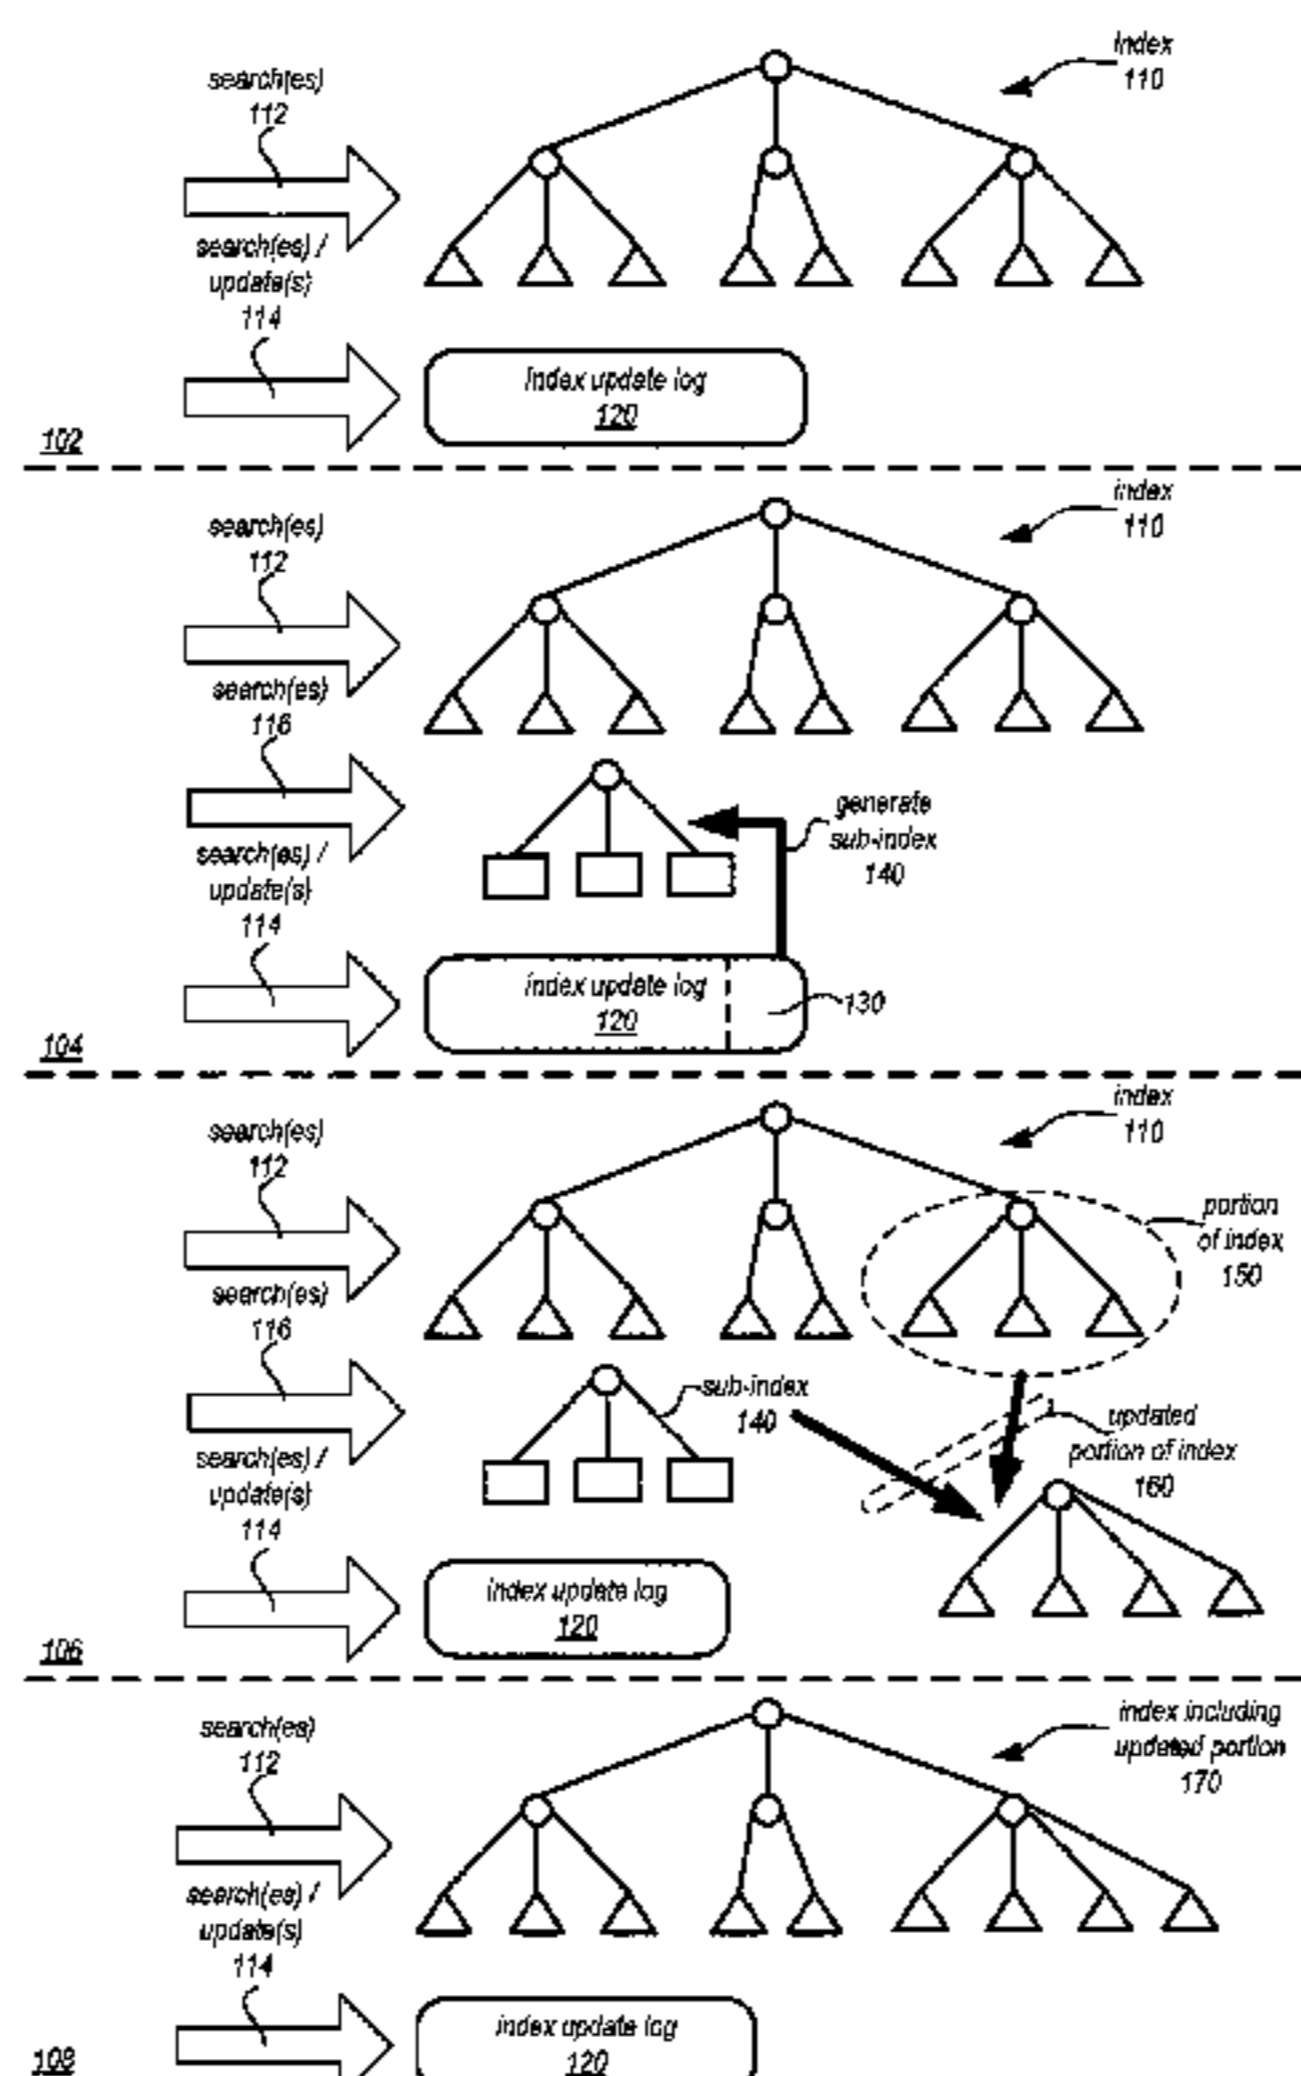 search(es)
112
index
110
search(es) /
update(s)
114
index update log
120
102
search(es)
112
index
110
search(es)
116
generate
sub-index
140
search(es) /
update(s)
114
index update log
120
130
104
search(es)
112
index
110
portion
of index
150
search(es)
116
sub-index
140
updated
portion of index
160
search(es) /
update(s)
114
index update log
120
106
search(es)
112
index including
updated portion
170
search(es) /
update(s)
114
index update log
120
108